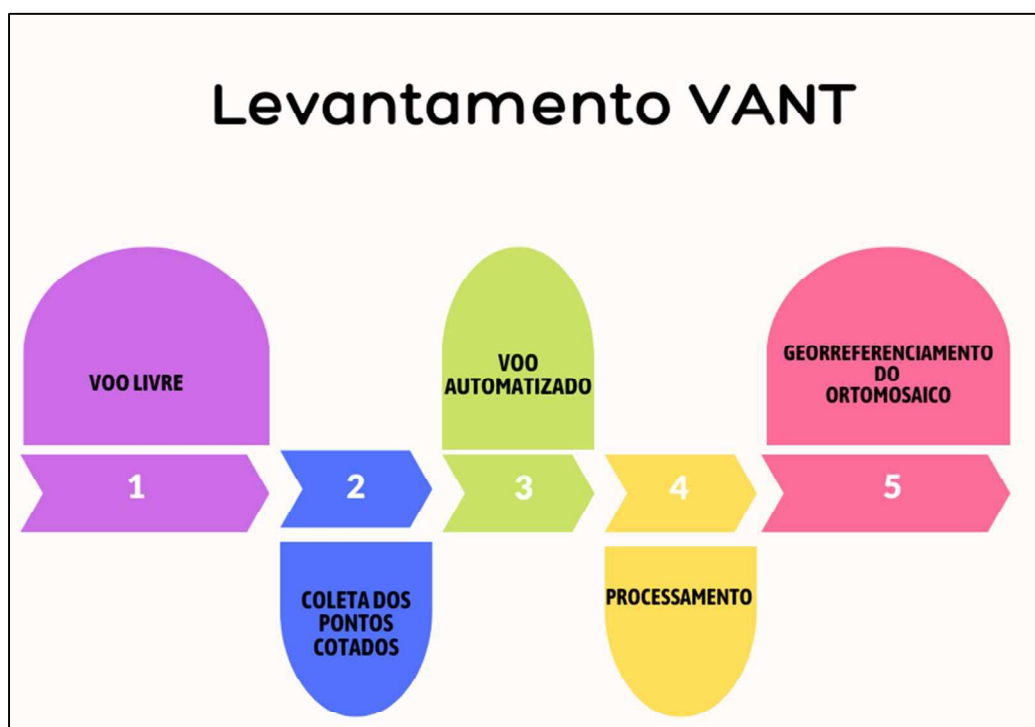 Levantamento VANT
VOO LIVRE
1
2
COLETA DOS
PONTOS
COTADOS
VOO
AUTOMATIZADO
3
4
PROCESSAMENTO
GEORREFERENCIAMENTO
DO
ORTOMOSAICO
5